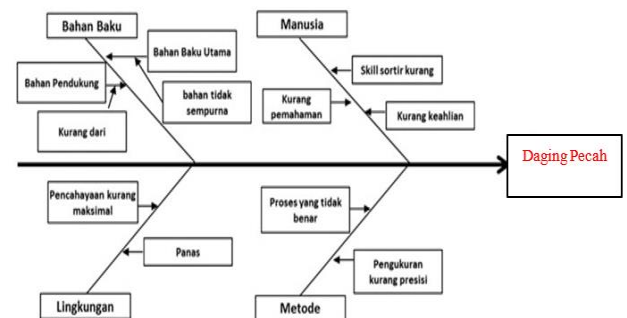 Bahan Baku
Manusia
Bahan Baku Utama
Bahan Pendukung
bahan tidak
sempurna
Kurang dari
Skill sortir kurang
Kurang
pemahaman
Kurang keahlian
Daging Pecah
Pencahayaan kurang
maksimal
Panas
Proses yang tidak
benar
Pengukuran
kurang presisi
Lingkungan
Metode